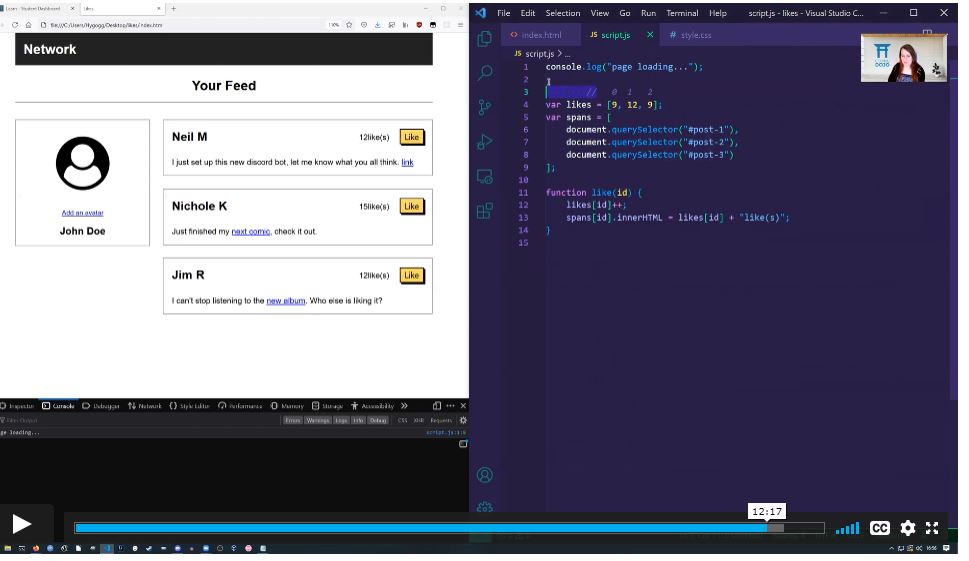 Learn - Student Dashboard
Likes
file:///C:/Users/Hypogg/Desktop/likes/index.htm
110%
Network
Your Feed
Add an avatar
John Doe
Neil M
12like(s)
Like
I just set up this new discord bot, let me know what you all think. link
Nichole K
15like(s)
Like
Just finished my next comic, check it out.
Jim R
12like(s)
Like
I can't stop listening to the new album. Who else is liking it?
Inspector Console Debugger Network Style Editor Performance Memory Storage Accessibility
Filter Output
Errors Warnings Logs Info Debug CSS XHR Requests
ge loading...
script.js:1:9
File Edit Selection View Go Run Terminal Help
script.js - likes - Visual Studio C...
index.html
JS script.js
# style.css
JS script.js > ...
1 console.log("page loading...");
2
3 // 0 1 2
4 var likes = [9, 12, 9];
5 var spans = [
6 document.querySelector("#post-1"),
7 document.querySelector("#post-2"),
8 document.querySelector("#post-3")
9 ];
10
11 function like(id) {
12 likes[id]++;
13 spans[id].innerHTML = likes[id] + "like(s)";
14 }
15
DOJO
12:17
CC